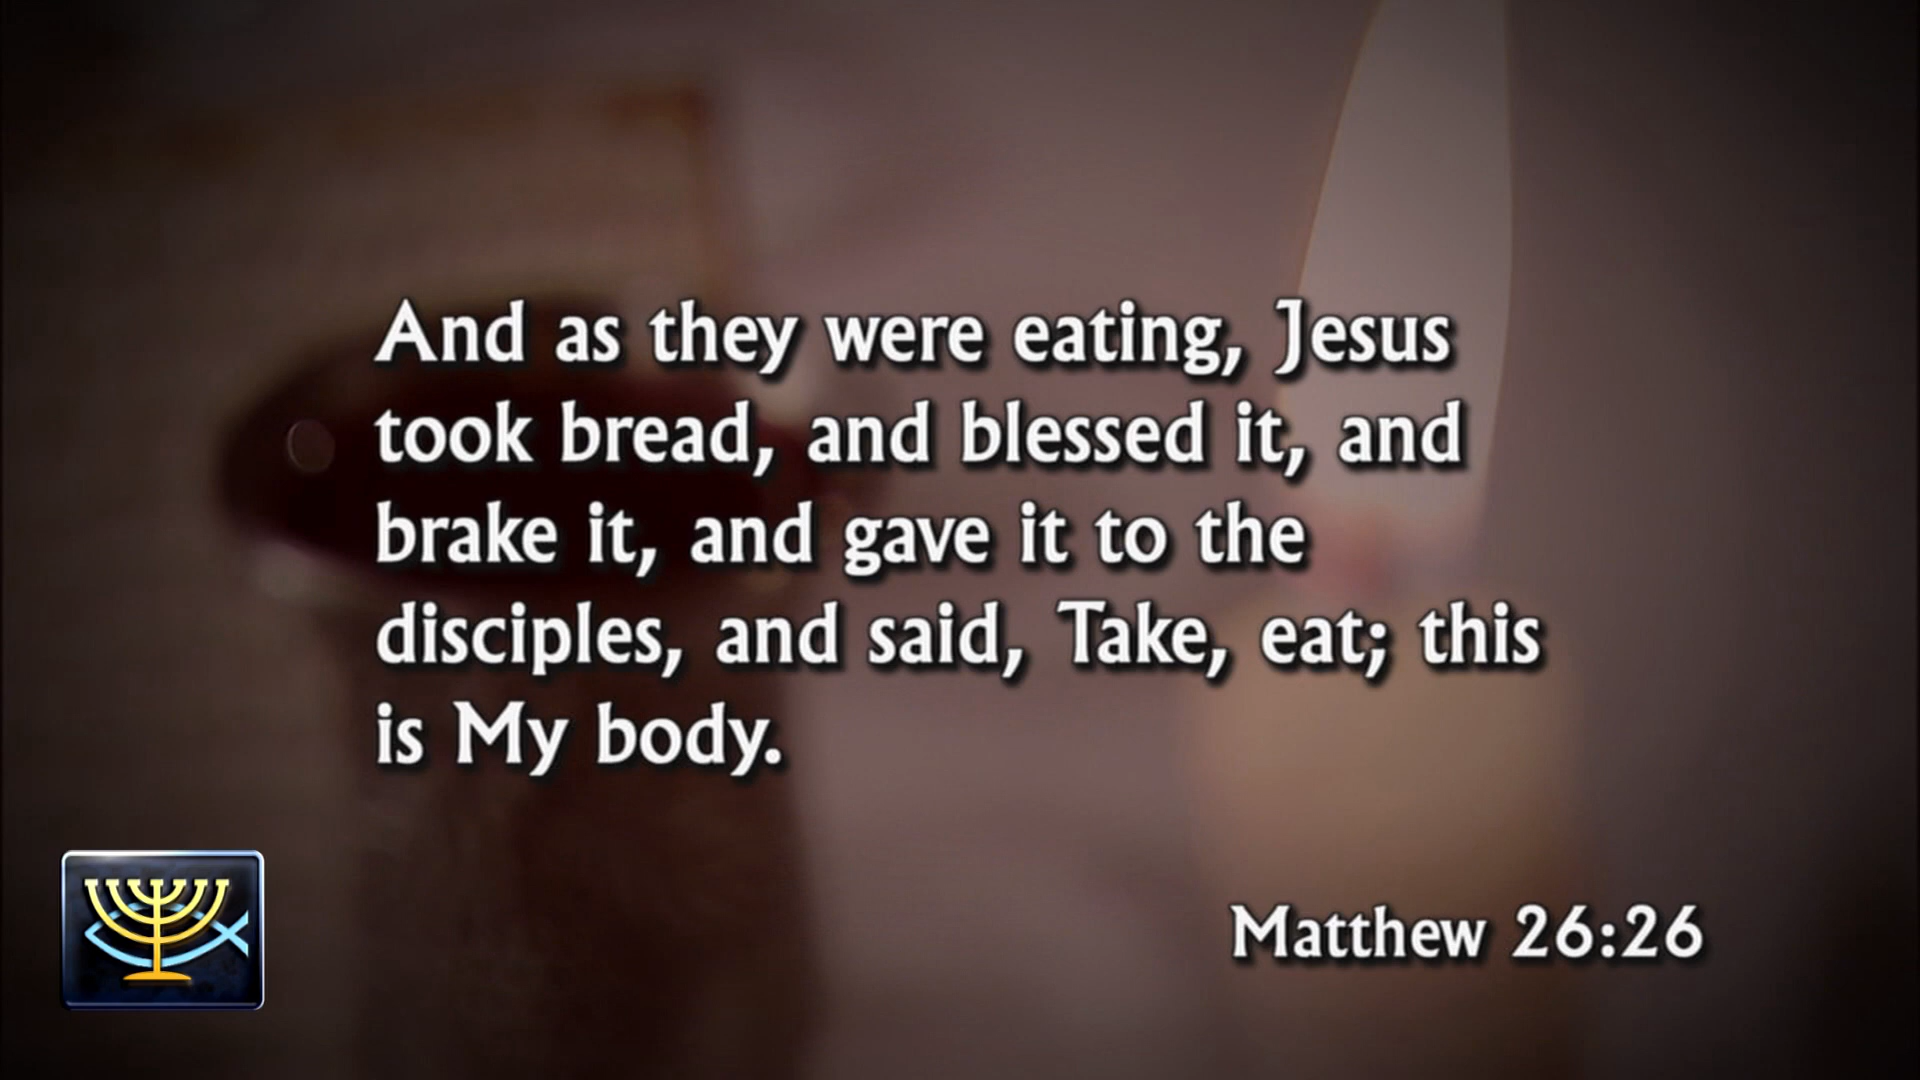 And as they were eating, Jesus
took bread, and blessed it, and
brake it, and gave it to the
disciples, and said, Take, eat; this
is My body.
Matthew 26:26